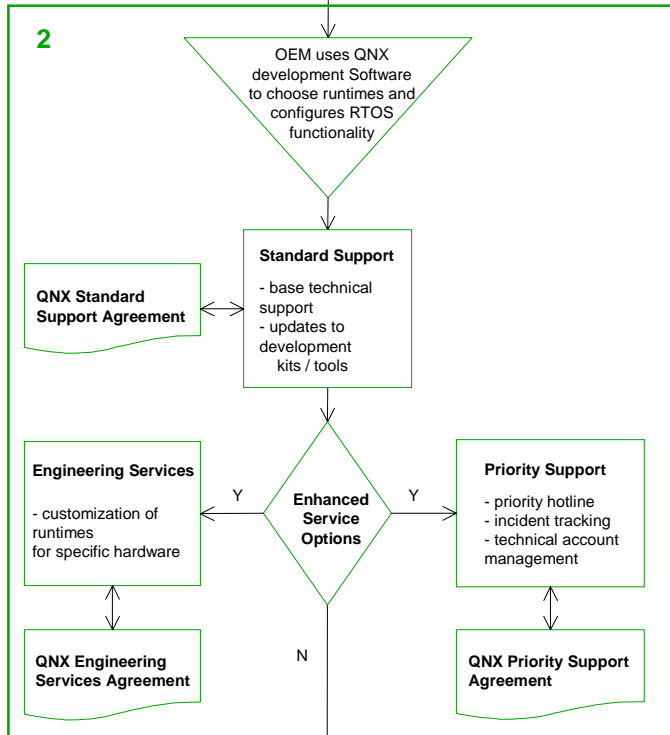 2
OEM uses QNX
development Software
to choose runtimes and
configures RTOS
functionality
Standard Support
- base technical
support
- updates to
development
kits / tools
QNX Standard
Support Agreement
Engineering Services
- customization of
runtimes
for specific hardware
Y
Enhanced
Service
Options
Y
Priority Support
- priority hotline
- incident tracking
- technical account
management
N
QNX Engineering
Services Agreement
QNX Priority Support
Agreement